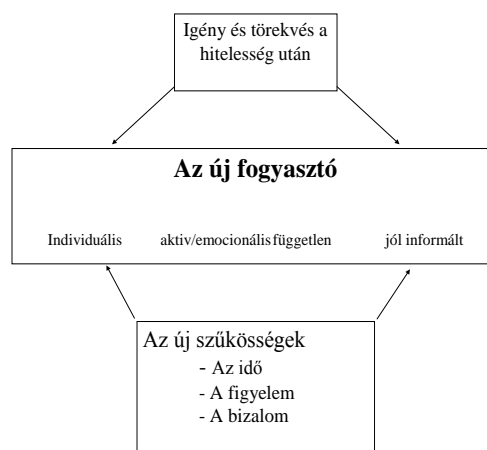 Igény és törekvés a
hitelesség után
Az új fogyasztó
Individuális aktiv/emocionális független jól informált
Az új szűkösségek
- Az idő
- A figyelem
- A bizalom